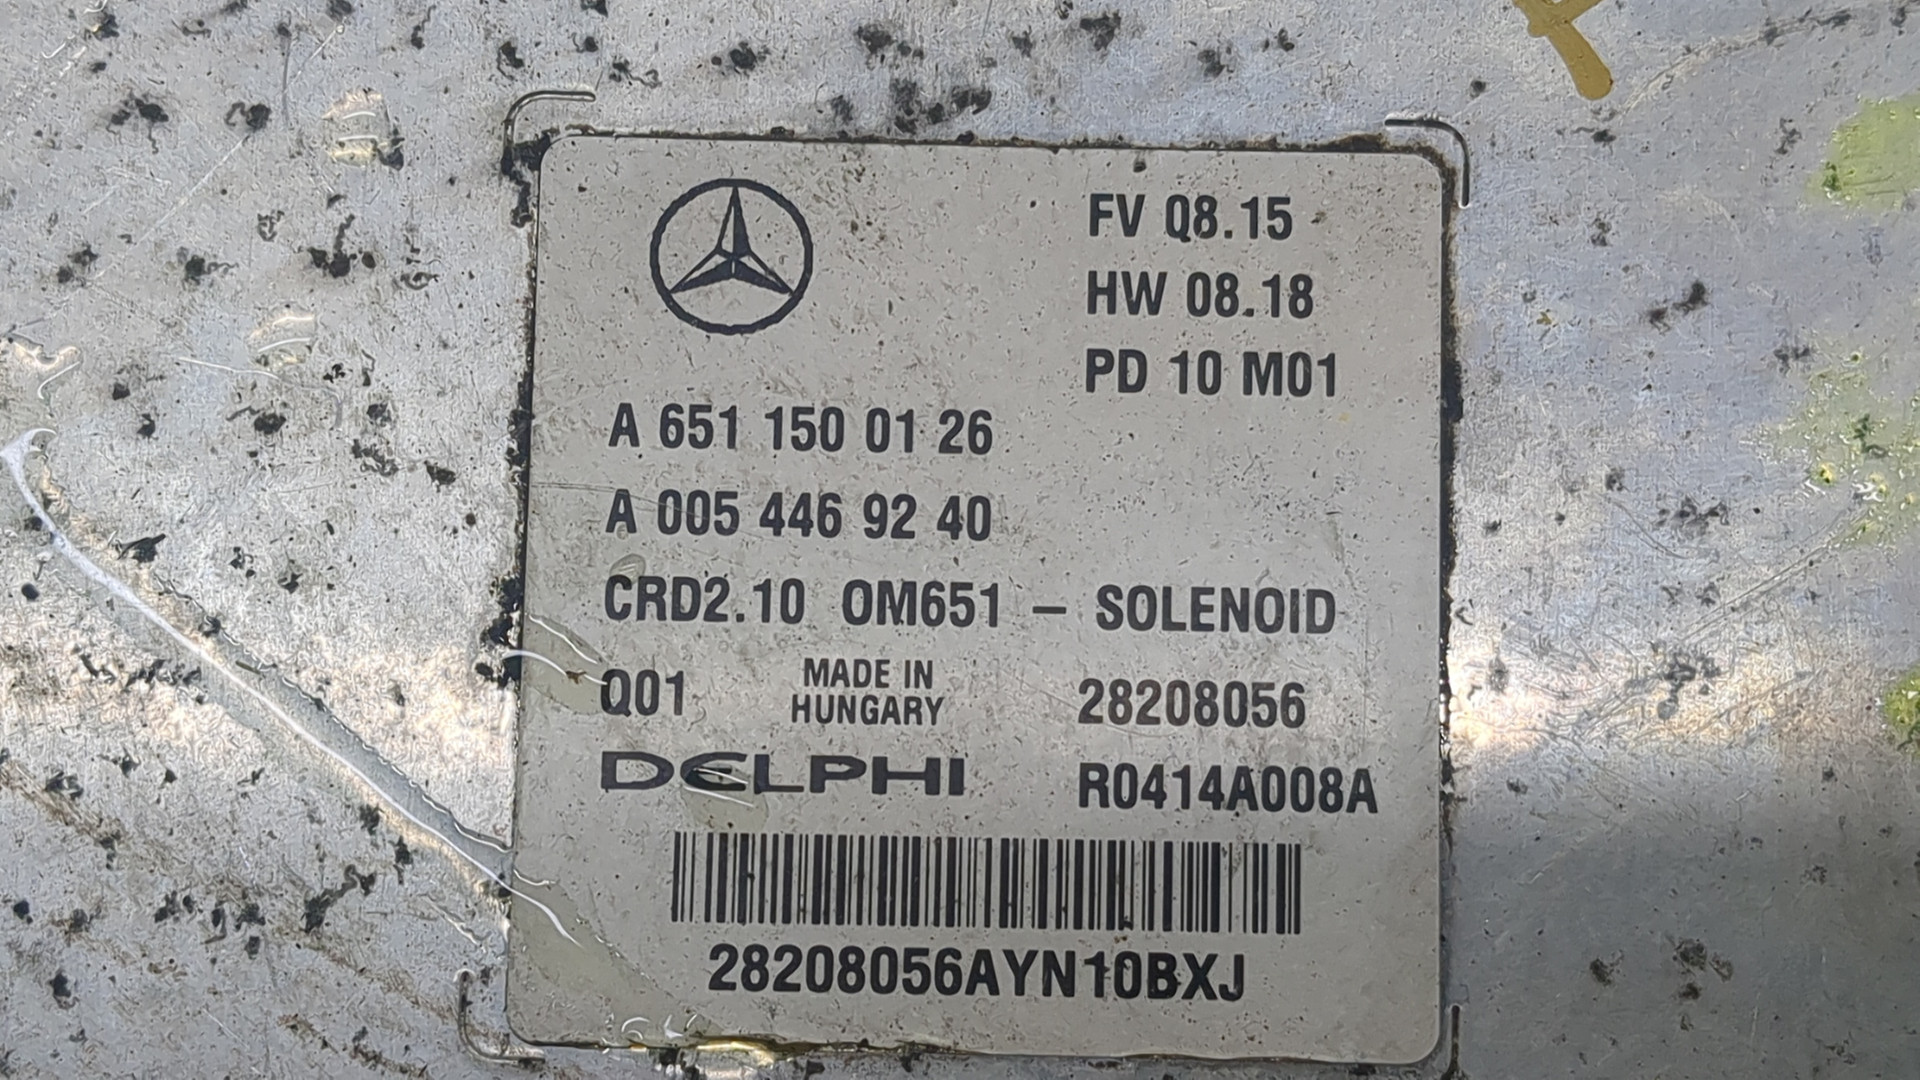 FV Q8.15
HW 08.18
PD 10 M01
A 651 150 01 26
A 005 446 92 40
CRD2.10 OM651 – SOLENOID
Q01 MADE IN HUNGARY 28208056
DELPHI R0414A008A
28208056AYN10BXJ